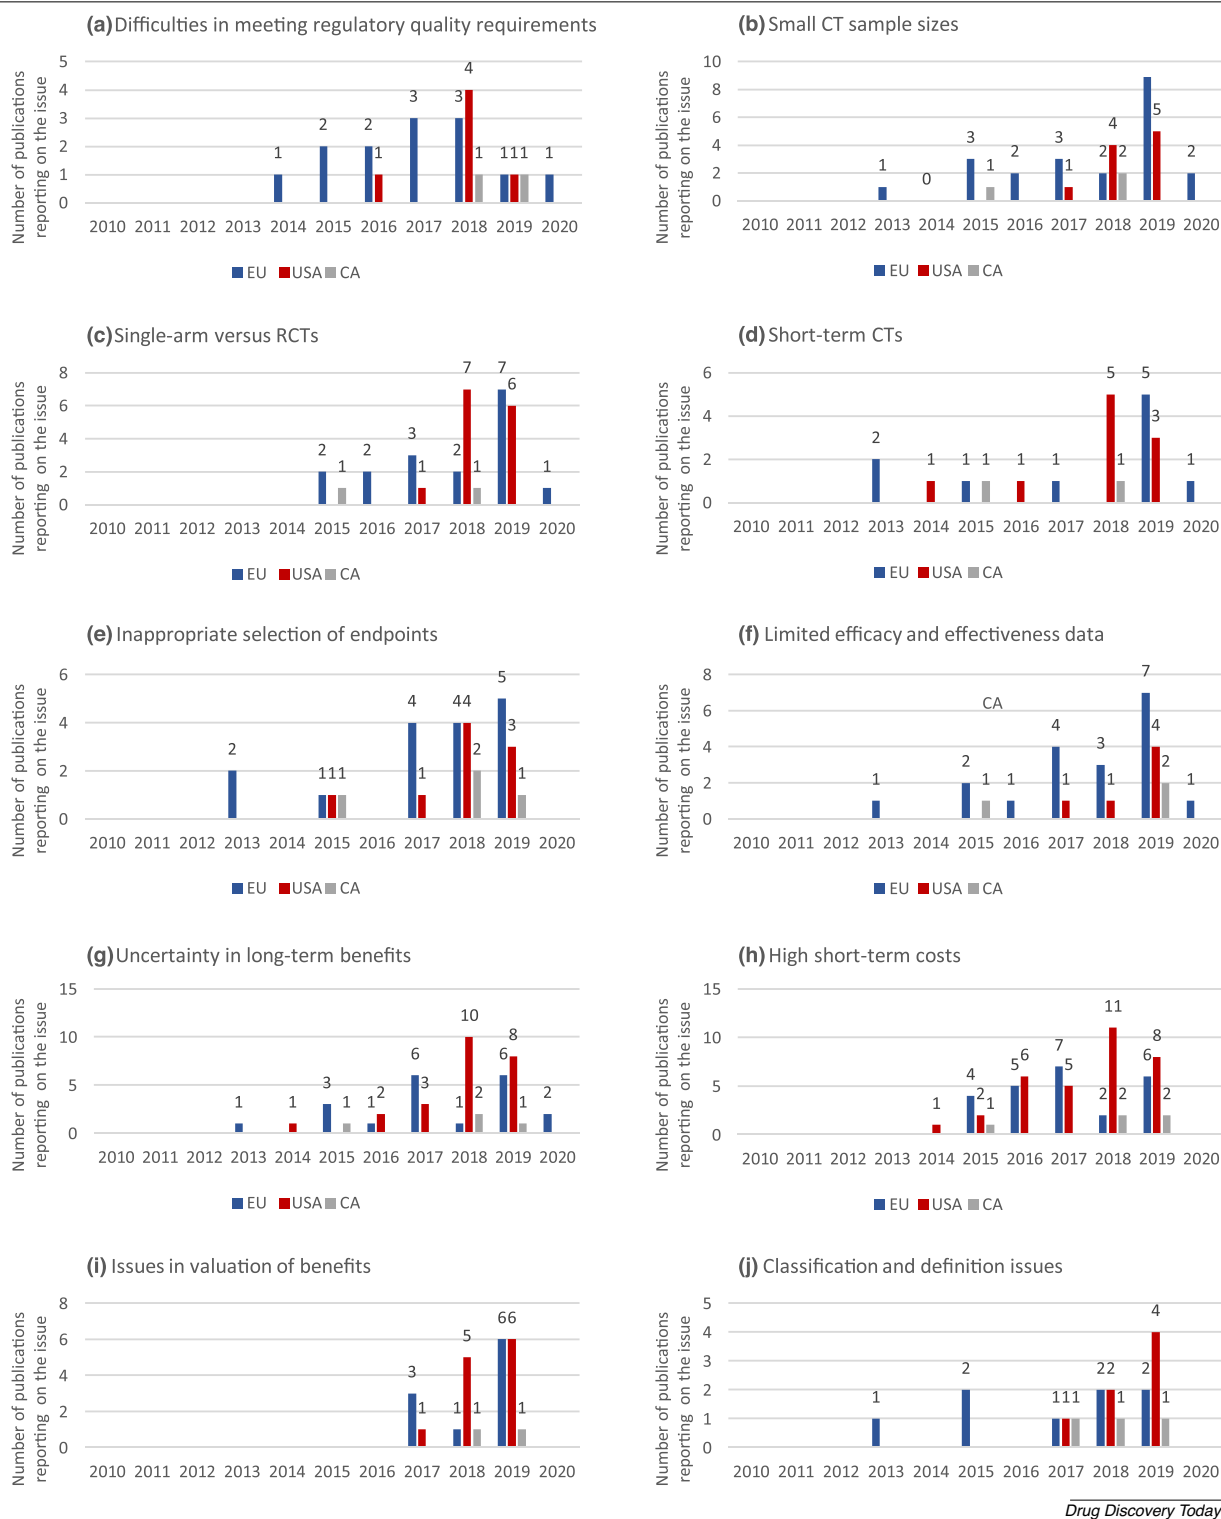 (a) Difficulties in meeting regulatory quality requirements
Number of publications
reporting on the issue
5
4
3
2
1
0
1
2
2 1
3
3 4 1
1 1 1
1
2010 2011 2012 2013 2014 2015 2016 2017 2018 2019 2020
EU USA CA
(b) Small CT sample sizes
Number of publications
reporting on the issue
10
8
6
4
2
0
1
0
3 1
2
3 1
2 4 2
5
2
2010 2011 2012 2013 2014 2015 2016 2017 2018 2019 2020
EU USA CA
(c) Single-arm versus RCTs
Number of publications
reporting on the issue
8
6
4
2
0
2 1
2
3 1
2 7 1
7 6
1
2010 2011 2012 2013 2014 2015 2016 2017 2018 2019 2020
EU USA CA
(d) Short-term CTs
Number of publications
reporting on the issue
6
4
2
0
2
1
1 1
1
1
5 1
5 3
1
2010 2011 2012 2013 2014 2015 2016 2017 2018 2019 2020
EU USA CA
(e) Inappropriate selection of endpoints
Number of publications
reporting on the issue
6
4
2
0
2
1 1 1
4 1
4 4 2
5 3 1
2010 2011 2012 2013 2014 2015 2016 2017 2018 2019 2020
EU USA CA
(f) Limited efficacy and effectiveness data
Number of publications
reporting on the issue
8
6
4
2
0
CA
1
2 1
1
4 1
3 1
7 4 2
1
2010 2011 2012 2013 2014 2015 2016 2017 2018 2019 2020
EU USA CA
(g) Uncertainty in long-term benefits
Number of publications
reporting on the issue
15
10
5
0
1
1
3 1
1 2
6 3
1 10 2
6 8 1
2
2010 2011 2012 2013 2014 2015 2016 2017 2018 2019 2020
EU USA CA
(h) High short-term costs
Number of publications
reporting on the issue
15
10
5
0
1
4 2 1
5 6
7 5
2 11 2
6 8 2
2010 2011 2012 2013 2014 2015 2016 2017 2018 2019 2020
EU USA CA
(i) Issues in valuation of benefits
Number of publications
reporting on the issue
8
6
4
2
0
3 1
1 5 1
6 6 1
2010 2011 2012 2013 2014 2015 2016 2017 2018 2019 2020
(j) Classification and definition issues
Number of publications
reporting on the issue
5
4
3
2
1
0
1
2
1 1 1
2 2 1
2 4 1
2010 2011 2012 2013 2014 2015 2016 2017 2018 2019 2020
Drug Discovery Today